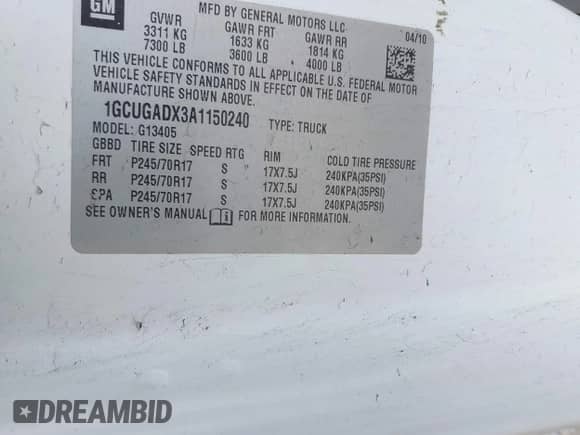 GM
MFD BY GENERAL MOTORS LLC
04/10
GVWR GAWR FRT GAWR RR
3311 KG 1633 KG 1814 KG
7300 LB 3600 LB 4000 LB
THIS VEHICLE CONFORMS TO ALL APPLICABLE U.S. FEDERAL MOTOR
VEHICLE SAFETY STANDARDS IN EFFECT ON THE DATE OF
MANUFACTURE SHOWN ABOVE.
1GCUGADX3A1150240 TYPE: TRUCK
MODEL: G13405
GBBD TIRE SIZE SPEED RTG RIM COLD TIRE PRESSURE
FRT P245/70R17 S 17X7.5J 240KPA(35PSI)
RR P245/70R17 S 17X7.5J 240KPA(35PSI)
SPA P245/70R17 S 17X7.5J 240KPA(35PSI)
SEE OWNER'S MANUAL FOR MORE INFORMATION.
DREAMBID